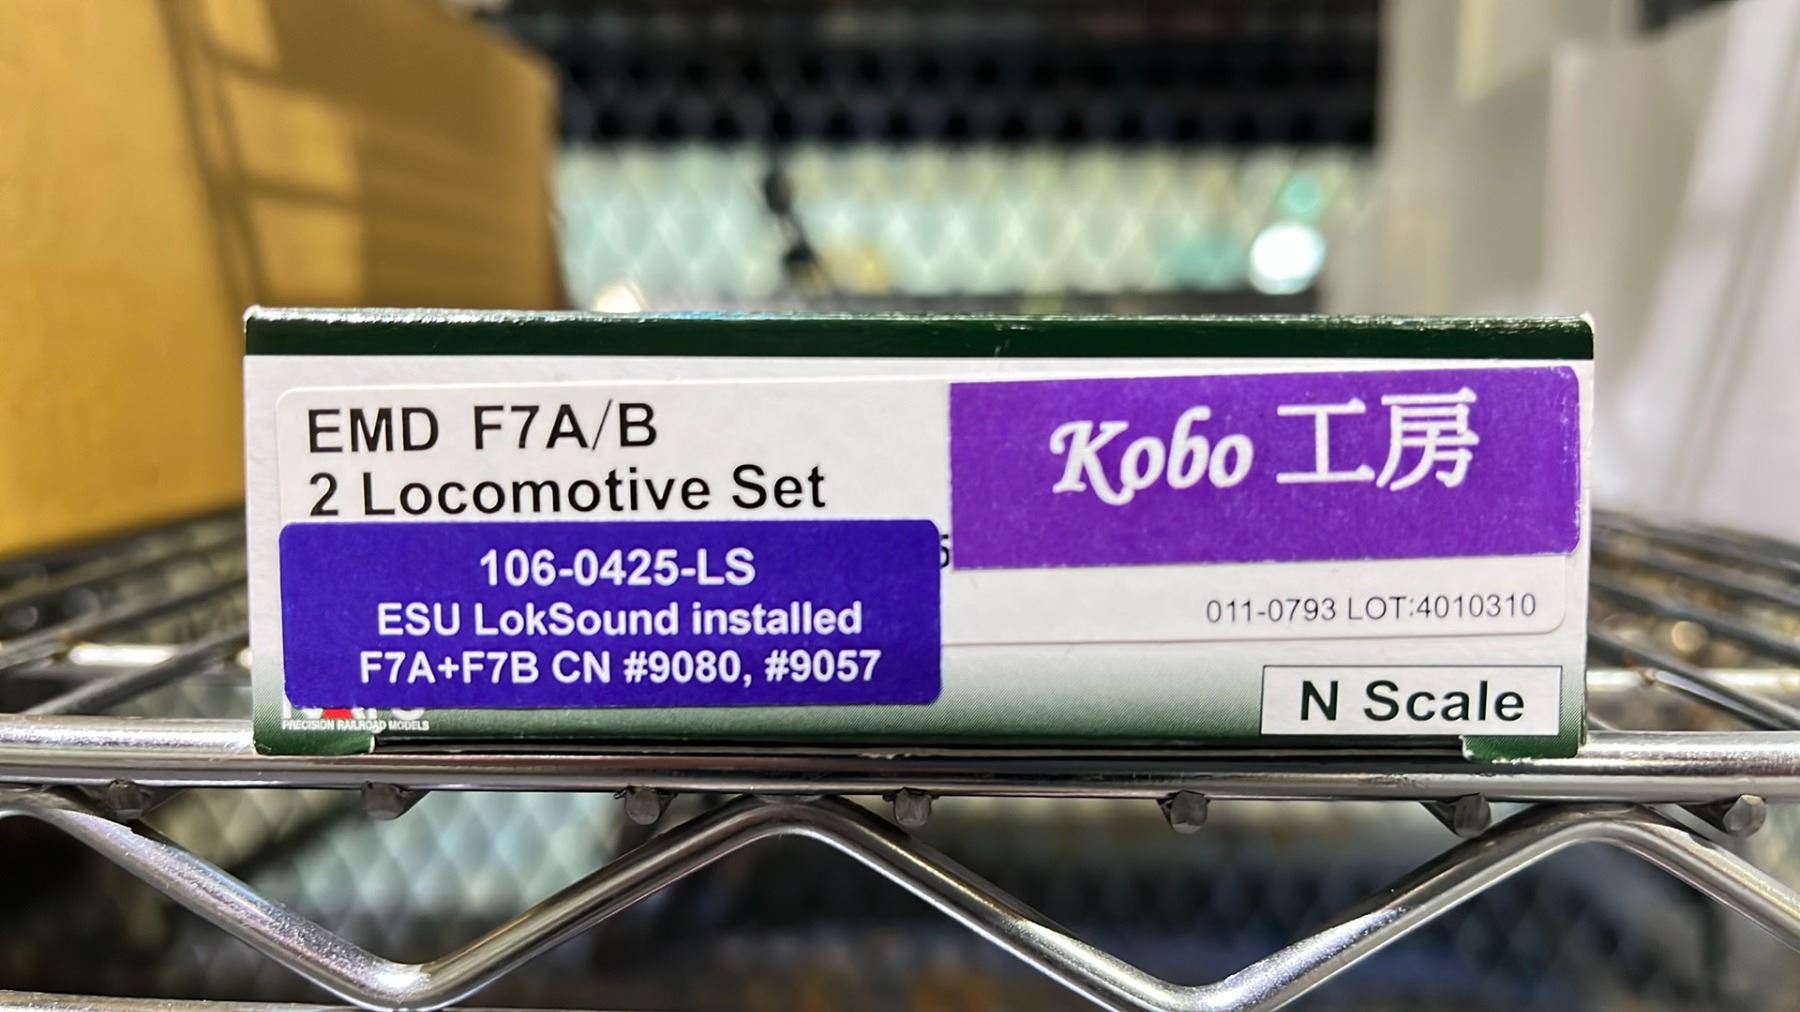 EMD F7A/B
2 Locomotive Set
Kobo 工房
106-0425-LS
ESU LokSound installed
F7A+F7B CN #9080, #9057
011-0793 LOT:4010310
PRECISION RAILROAD MODELS
N Scale